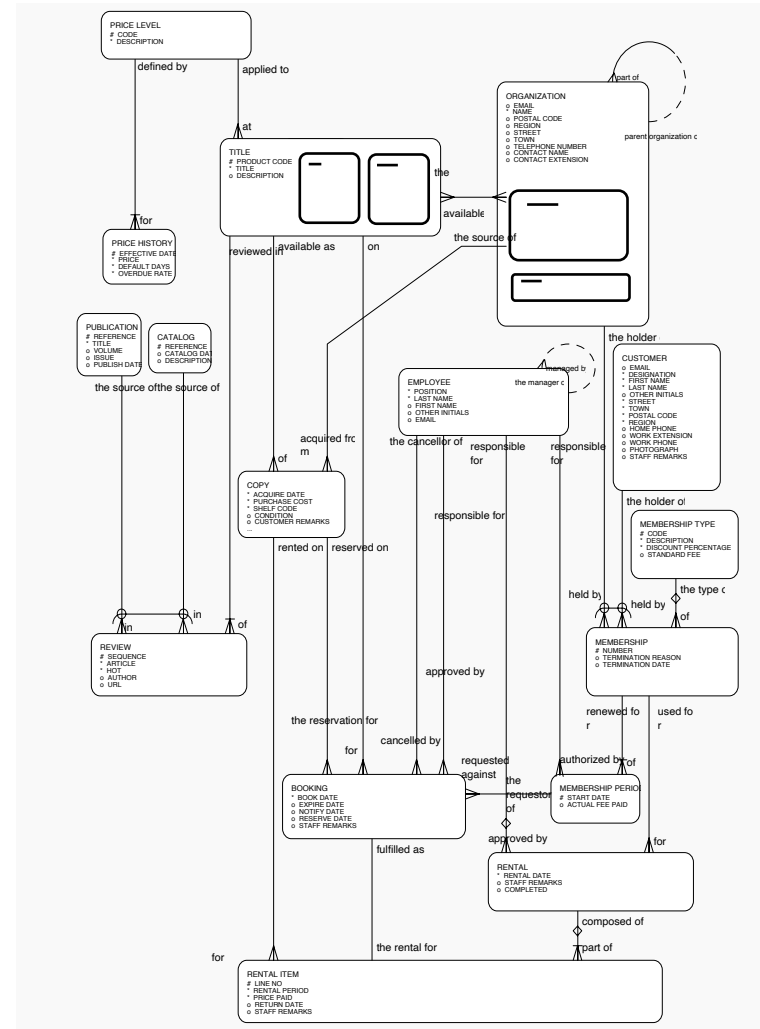 PRICE LEVEL
# CODE
* DESCRIPTION
defined by
applied to
at
part of
ORGANIZATION
o EMAIL
* NAME
o POSTAL CODE
o REGION
o STREET
o TOWN
o TELEPHONE NUMBER
o CONTACT NAME
o CONTACT EXTENSION
parent organization
TITLE
# PRODUCT CODE
* TITLE
o DESCRIPTION
the
available
the source of
for
PRICE HISTORY
# EFFECTIVE DATE
* PRICE
* DEFAULT DAYS
* OVERDUE RATE
reviewed in
available as
on
PUBLICATION
# REFERENCE
* TITLE
o VOLUME
o ISSUE
o PUBLISH DATE
CATALOG
# REFERENCE
o CATALOG DAT
o DESCRIPTION
the source of
the source of
the holder
CUSTOMER
o EMAIL
* DESIGNATION
* FIRST NAME
* LAST NAME
o OTHER INITIALS
* STREET
* TOWN
* POSTAL CODE
* REGION
o HOME PHONE
o WORK EXTENSION
o WORK PHONE
o PHOTOGRAPH
o STAFF REMARKS
managed b
the manager
EMPLOYEE
* POSITION
* LAST NAME
o FIRST NAME
o OTHER INITIALS
o EMAIL
acquired fro
m
the cancellor of
responsible
for
responsible
for
of
COPY
* ACQUIRE DATE
* PURCHASE COST
* SHELF CODE
o CONDITION
o CUSTOMER REMARKS
...
the holder of
responsible for
MEMBERSHIP TYPE
# CODE
* DESCRIPTION
* DISCOUNT PERCENTAGE
o STANDARD FEE
rented on
reserved on
the type
held by
held by
of
in
in
of
REVIEW
# SEQUENCE
* ARTICLE
* HOT
o AUTHOR
o URL
MEMBERSHIP
# NUMBER
o TERMINATION REASON
o TERMINATION DATE
approved by
the reservation for
renewed fo
r
used fo
r
cancelled by
for
requested
against
authorized by
of
BOOKING
* BOOK DATE
o EXPIRE DATE
o NOTIFY DATE
o RESERVE DATE
o STAFF REMARKS
the
requestor
of
MEMBERSHIP PERIOD
# START DATE
o ACTUAL FEE PAID
approved by
for
fulfilled as
RENTAL
* RENTAL DATE
o STAFF REMARKS
o COMPLETED
composed of
for
the rental for
part of
RENTAL ITEM
# LINE NO
* RENTAL PERIOD
* PRICE PAID
o RETURN DATE
o STAFF REMARKS